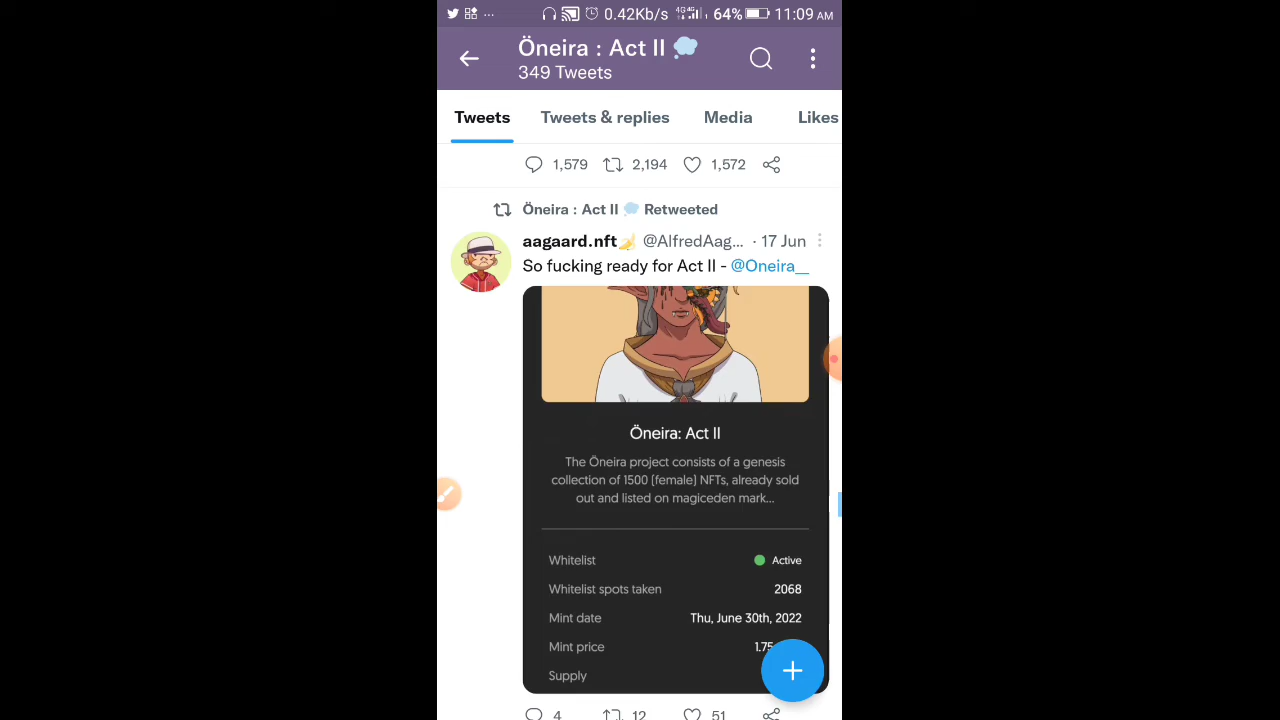 ... 0.42Kb/s 4G 4G 64% 11:09 AM
Öneira : Act II
349 Tweets
Tweets Tweets & replies Media Likes
1,579 2,194 1,572
Öneira : Act II Retweeted
aagaard.nft @AlfredAag... · 17 Jun
So fucking ready for Act II - @Oneira__
Öneira: Act II
The Öneira project consists of a genesis
collection of 1500 (female) NFTs, already sold
out and listed on magiceden mark...
Whitelist Active
Whitelist spots taken 2068
Mint date Thu, June 30th, 2022
Mint price 1.75
Supply
4 12 51